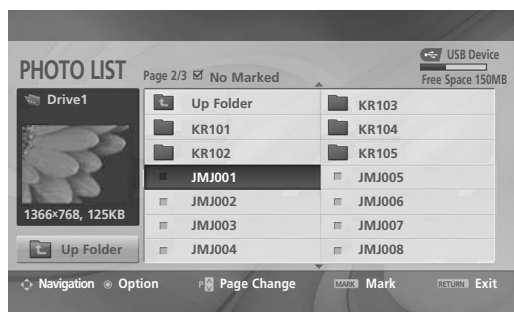 PHOTO LIST
Page 2/3 No Marked
USB Device
Free Space 150MB
Drive1
1366×768, 125KB
Up Folder
Up Folder
KR101
KR102
JMJ001
JMJ002
JMJ003
JMJ004
KR103
KR104
KR105
JMJ005
JMJ006
JMJ007
JMJ008
Navigation Option P Page Change MARK Mark RETURN Exit